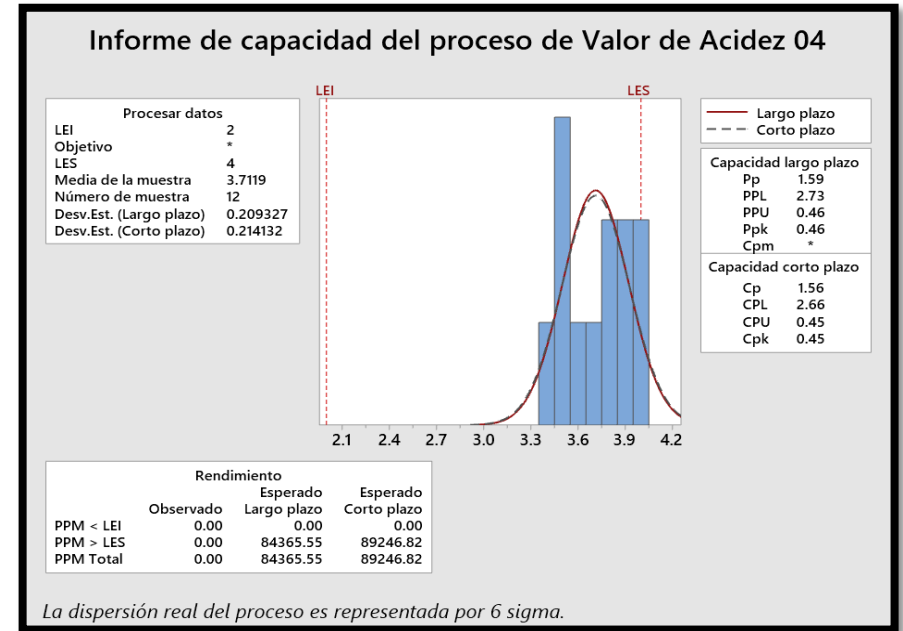 Informe de capacidad del proceso de Valor de Acidez 04
LEI LES
Procesar datos
LEI 2
Objetivo *
LES 4
Media de la muestra 3.7119
Número de muestra 12
Desv.Est. (Largo plazo) 0.209327
Desv.Est. (Corto plazo) 0.214132
Largo plazo
Corto plazo
Capacidad largo plazo
Pp 1.59
PPL 2.73
PPU 0.46
Ppk 0.46
Cpm *
Capacidad corto plazo
Cp 1.56
CPL 2.66
CPU 0.45
Cpk 0.45
2.1 2.4 2.7 3.0 3.3 3.6 3.9 4.2
Rendimiento
Esperado Esperado
Observado Largo plazo Corto plazo
PPM < LEI 0.00 0.00 0.00
PPM > LES 0.00 84365.55 89246.82
PPM Total 0.00 84365.55 89246.82
La dispersión real del proceso es representada por 6 sigma.